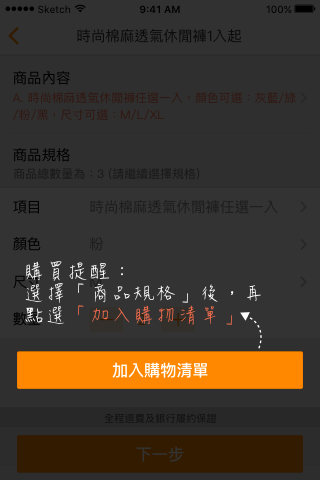 Sketch 9:41 AM 100%
時尚棉麻透氣休閒褲1入起
商品內容
A. 時尚棉麻透氣休閒褲任選一入，顏色可選：灰藍/綠
/粉/黑，尺寸可選：M/L/XL
商品規格
商品總數量為：3 (請繼續選擇規格)
項目 時尚棉麻透氣休閒褲任選一入
顏色 粉
購買提醒：
選擇「商品規格」後，再
點選「加入購物清單」
加入購物清單
全程退費及銀行履約保證
下一步